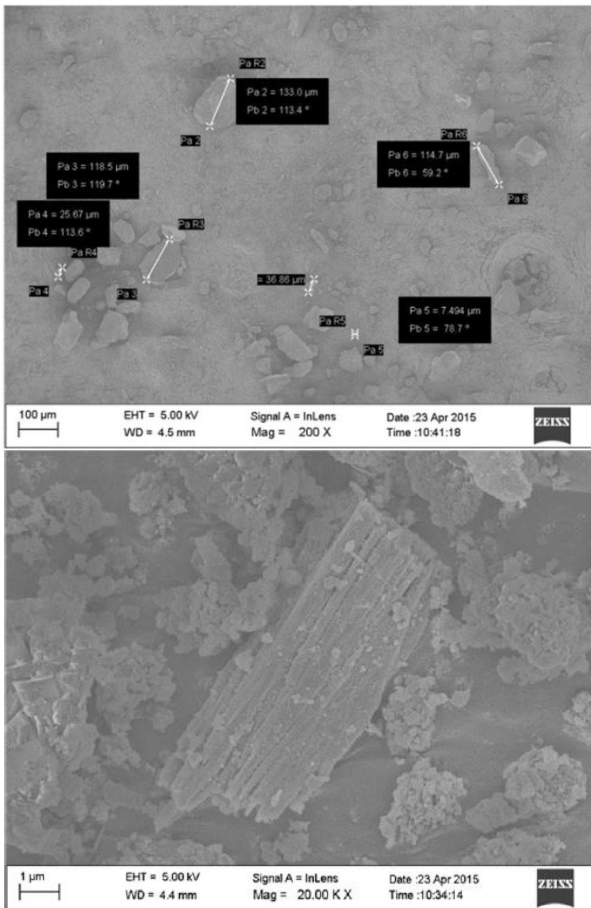 Pa R2
Pa 2 = 133.0 µm
Pb 2 = 113.4 °
Pa 2
Pa R6
Pa 6 = 114.7 µm
Pb 6 = 59.2 °
Pa 6
Pa 3 = 118.5 µm
Pb 3 = 119.7 °
Pa 4 = 25.67 µm
Pb 4 = 113.6 °
Pa R3
Pa R4
Pa 4
Pa 3
= 36.86 µm
Pa R5
Pa 5
Pa 5 = 7.494 µm
Pb 5 = 78.7 °
100 µm
EHT = 5.00 kV
WD = 4.5 mm
Signal A = InLens
Mag = 200 X
Date :23 Apr 2015
Time :10:41:18
ZEISS
1 µm
EHT = 5.00 kV
WD = 4.4 mm
Signal A = InLens
Mag = 20.00 K X
Date :23 Apr 2015
Time :10:34:14
ZEISS